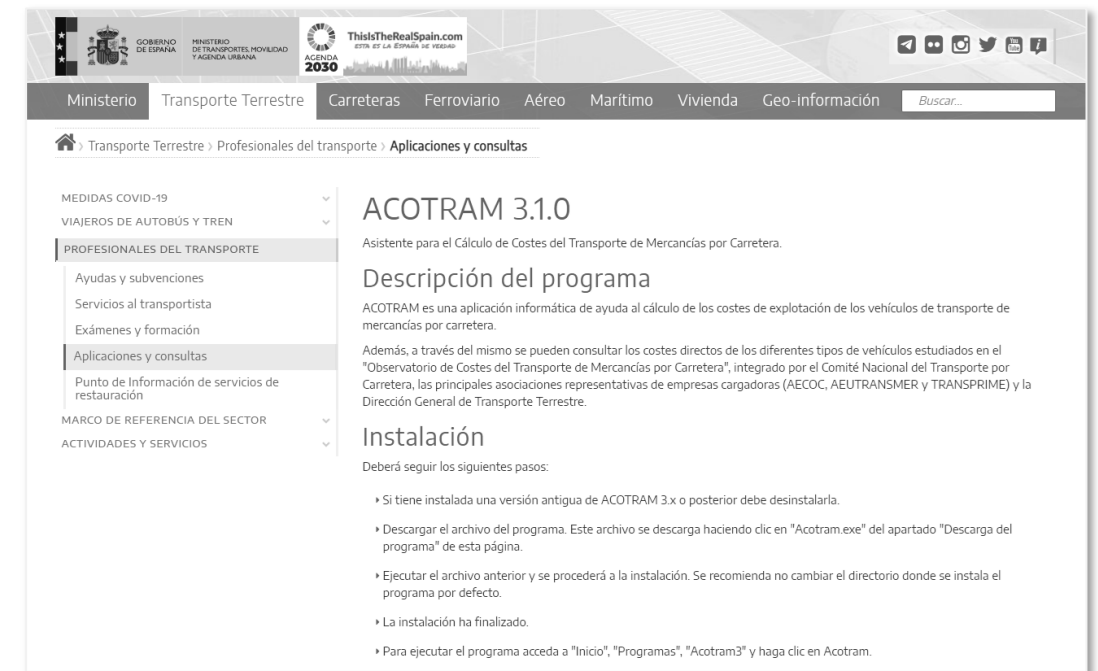 GOBIERNO
DE ESPAÑA
MINISTERIO
DE TRANSPORTES, MOVILIDAD
Y AGENDA URBANA
AGENDA
2030
ThisIsTheRealSpain.com
ESTA ES LA ESPAÑA DE VERDAD
Ministerio Transporte Terrestre Carreteras Ferroviario Aéreo Marítimo Vivienda Geo-información Buscar...
› Transporte Terrestre › Profesionales del transporte › Aplicaciones y consultas
MEDIDAS COVID-19
VIAJEROS DE AUTOBÚS Y TREN
PROFESIONALES DEL TRANSPORTE
Ayudas y subvenciones
Servicios al transportista
Exámenes y formación
Aplicaciones y consultas
Punto de Información de servicios de
restauración
MARCO DE REFERENCIA DEL SECTOR
ACTIVIDADES Y SERVICIOS
ACOTRAM 3.1.0
Asistente para el Cálculo de Costes del Transporte de Mercancías por Carretera.
Descripción del programa
ACOTRAM es una aplicación informática de ayuda al cálculo de los costes de explotación de los vehículos de transporte de
mercancías por carretera.
Además, a través del mismo se pueden consultar los costes directos de los diferentes tipos de vehículos estudiados en el
"Observatorio de Costes del Transporte de Mercancías por Carretera", integrado por el Comité Nacional del Transporte por
Carretera, las principales asociaciones representativas de empresas cargadoras (AECOC, AEUTRANSMER y TRANSPRIME) y la
Dirección General de Transporte Terrestre.
Instalación
Deberá seguir los siguientes pasos:
Si tiene instalada una versión antigua de ACOTRAM 3.x o posterior debe desinstalarla.
Descargar el archivo del programa. Este archivo se descarga haciendo clic en "Acotram.exe" del apartado "Descarga del
programa" de esta página.
Ejecutar el archivo anterior y se procederá a la instalación. Se recomienda no cambiar el directorio donde se instala el
programa por defecto.
La instalación ha finalizado.
Para ejecutar el programa acceda a "Inicio", "Programas", "Acotram3" y haga clic en Acotram.